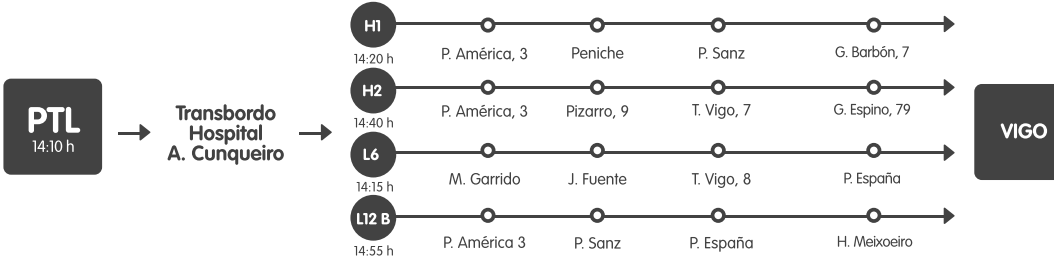 PTL
14:10 h
Transbordo
Hospital
A. Cunqueiro
H1
14:20 h
P. América, 3 Peniche P. Sanz G. Barbón, 7
H2
14:40 h
P. América, 3 Pizarro, 9 T. Vigo, 7 G. Espino, 79
L6
14:15 h
M. Garrido J. Fuente T. Vigo, 8 P. España
L12 B
14:55 h
P. América 3 P. Sanz P. España H. Meixoeiro
VIGO